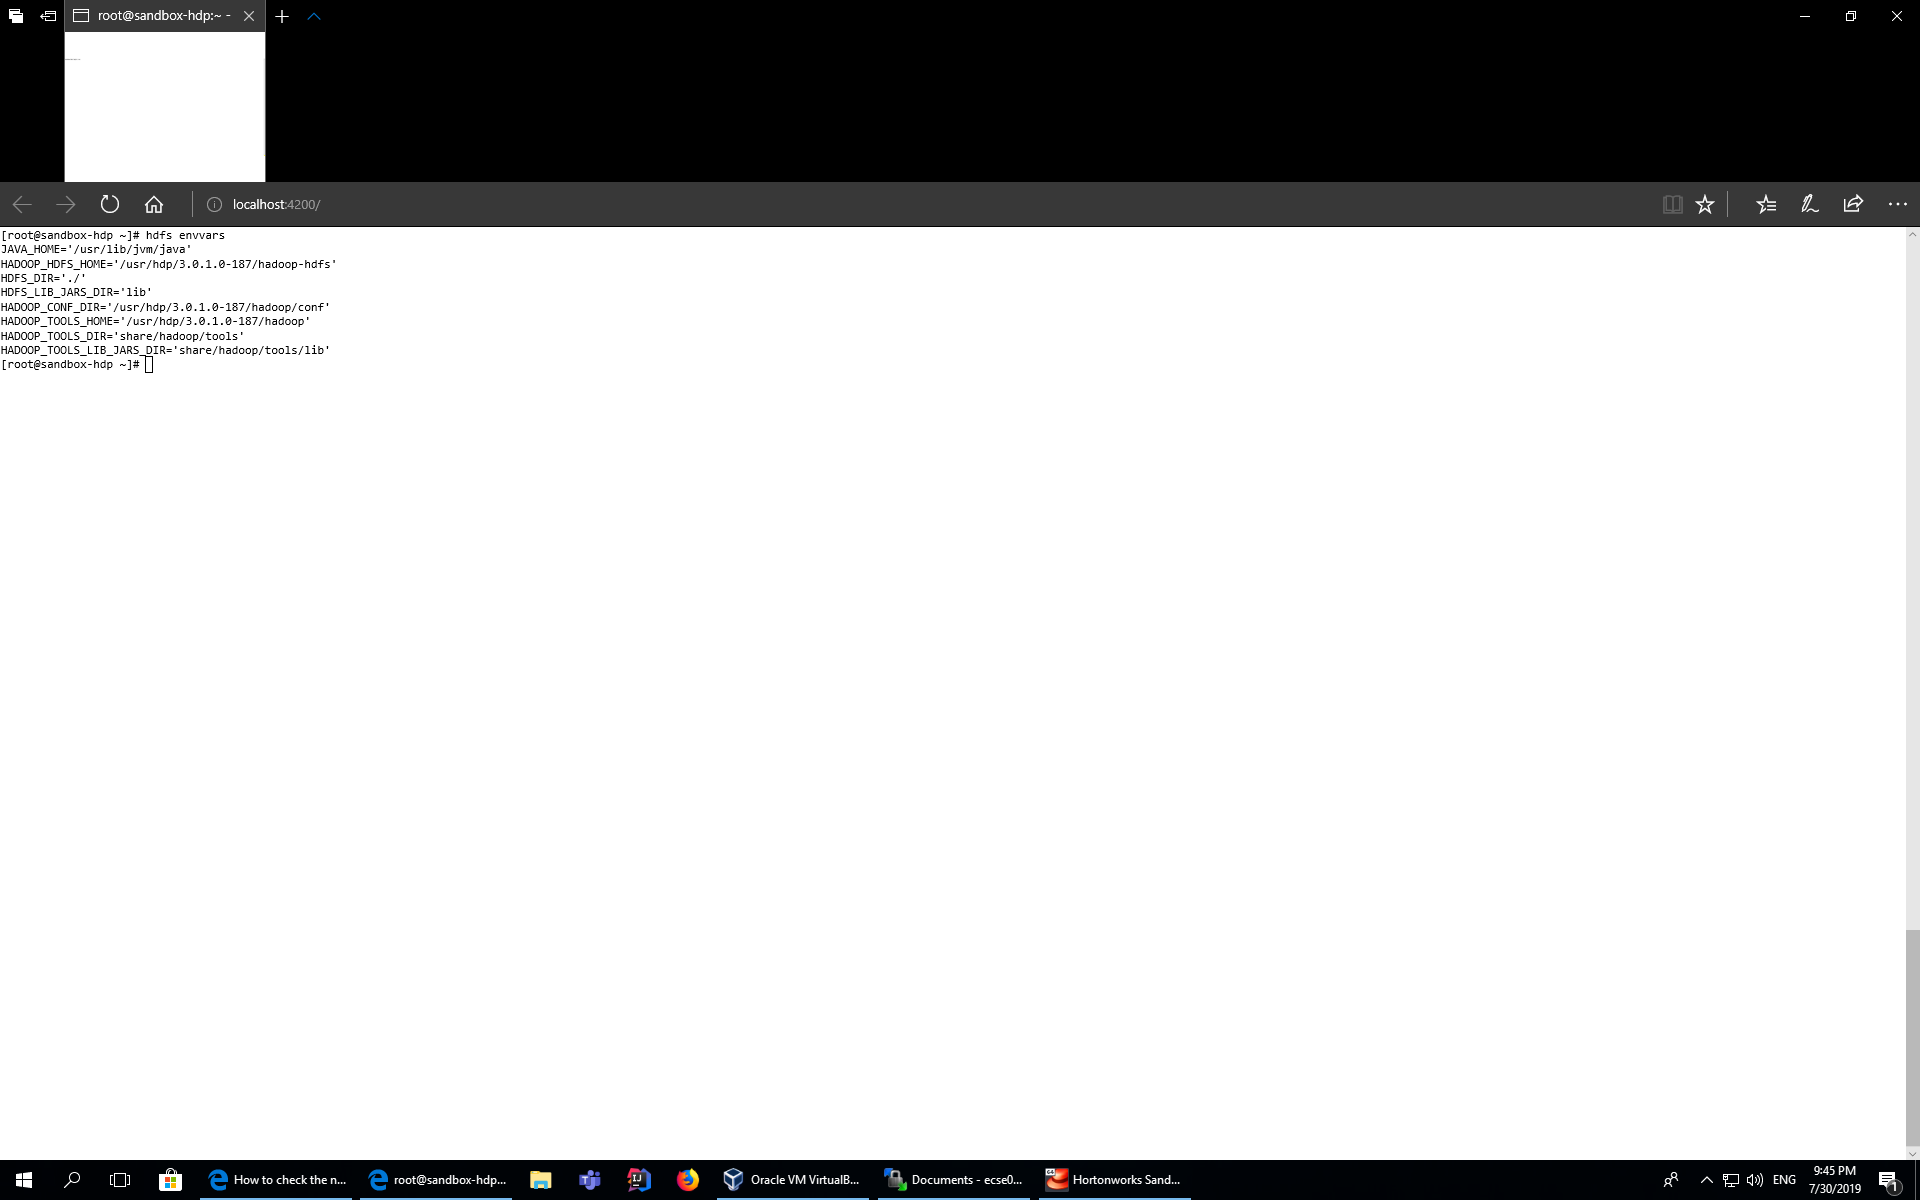 root@sandbox-hdp:~ -
localhost:4200/
[root@sandbox-hdp ~]# hdfs envvars
JAVA_HOME='/usr/lib/jvm/java'
HADOOP_HDFS_HOME='/usr/hdp/3.0.1.0-187/hadoop-hdfs'
HDFS_DIR='./'
HDFS_LIB_JARS_DIR='lib'
HADOOP_CONF_DIR='/usr/hdp/3.0.1.0-187/hadoop/conf'
HADOOP_TOOLS_HOME='/usr/hdp/3.0.1.0-187/hadoop'
HADOOP_TOOLS_DIR='share/hadoop/tools'
HADOOP_TOOLS_LIB_JARS_DIR='share/hadoop/tools/lib'
[root@sandbox-hdp ~]#
How to check the n... root@sandbox-hdp... Oracle VM VirtualB... Documents - ecse0... Hortonworks Sand... ENG
9:45 PM
7/30/2019
1